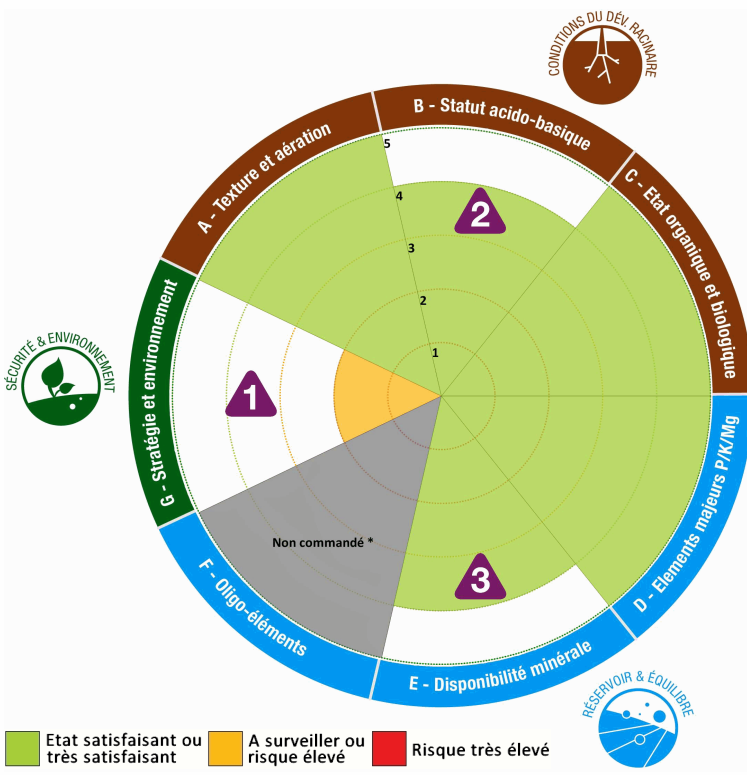 CONDITIONS DU DÉV. RACINAIRE
B - Statut acido-basique
A - Texture et aération
C - Etat organique et biologique
5
4
3
2
1
2
SÉCURITÉ & ENVIRONNEMENT
G - Stratégie et environnement
1
D - Elements majeurs P/K/Mg
Non commandé *
3
F - Oligo-éléments
E - Disponibilité minérale
RÉSERVOIR & ÉQUILIBRE
Etat satisfaisant ou
très satisfaisant
A surveiller ou
risque élevé
Risque très élevé